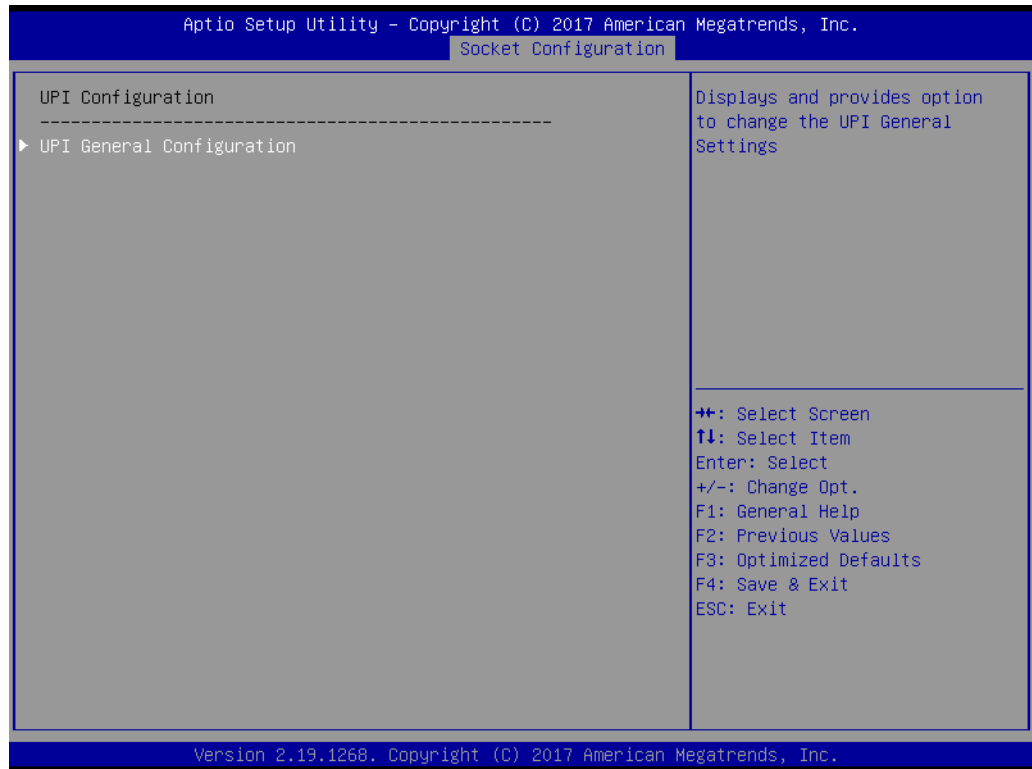 Aptio Setup Utility – Copyright (C) 2017 American Megatrends, Inc.
Socket Configuration
UPI Configuration
--------------------------------------------------
▶ UPI General Configuration
Displays and provides option
to change the UPI General
Settings
→←: Select Screen
↑↓: Select Item
Enter: Select
+/-: Change Opt.
F1: General Help
F2: Previous Values
F3: Optimized Defaults
F4: Save & Exit
ESC: Exit
Version 2.19.1268. Copyright (C) 2017 American Megatrends, Inc.